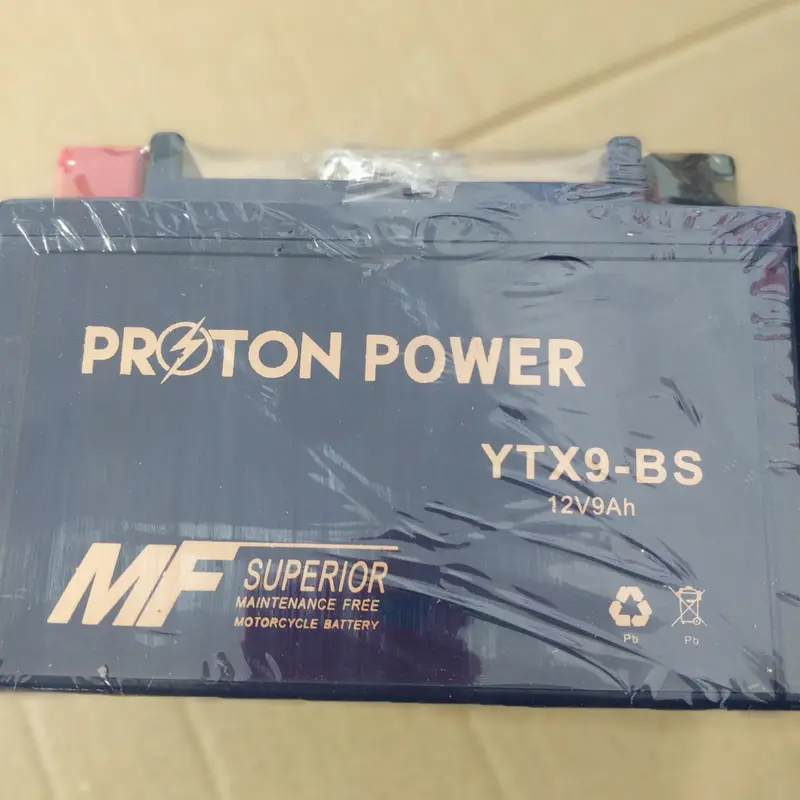 PROTON POWER
YTX9-BS
12V9Ah
MF SUPERIOR
MAINTENANCE FREE
MOTORCYCLE BATTERY
Pb Pb